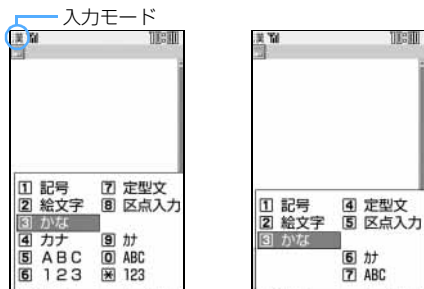 入力モード
漢
漢
1 記号 7 定型文
2 絵文字 8 区点入力
3 かな
4 カナ 9 ｶﾅ
5 ＡＢＣ 0 ABC
6 １２３ ＊ 123
1 記号 4 定型文
2 絵文字 5 区点入力
3 かな
6 ｶﾅ
7 ABC